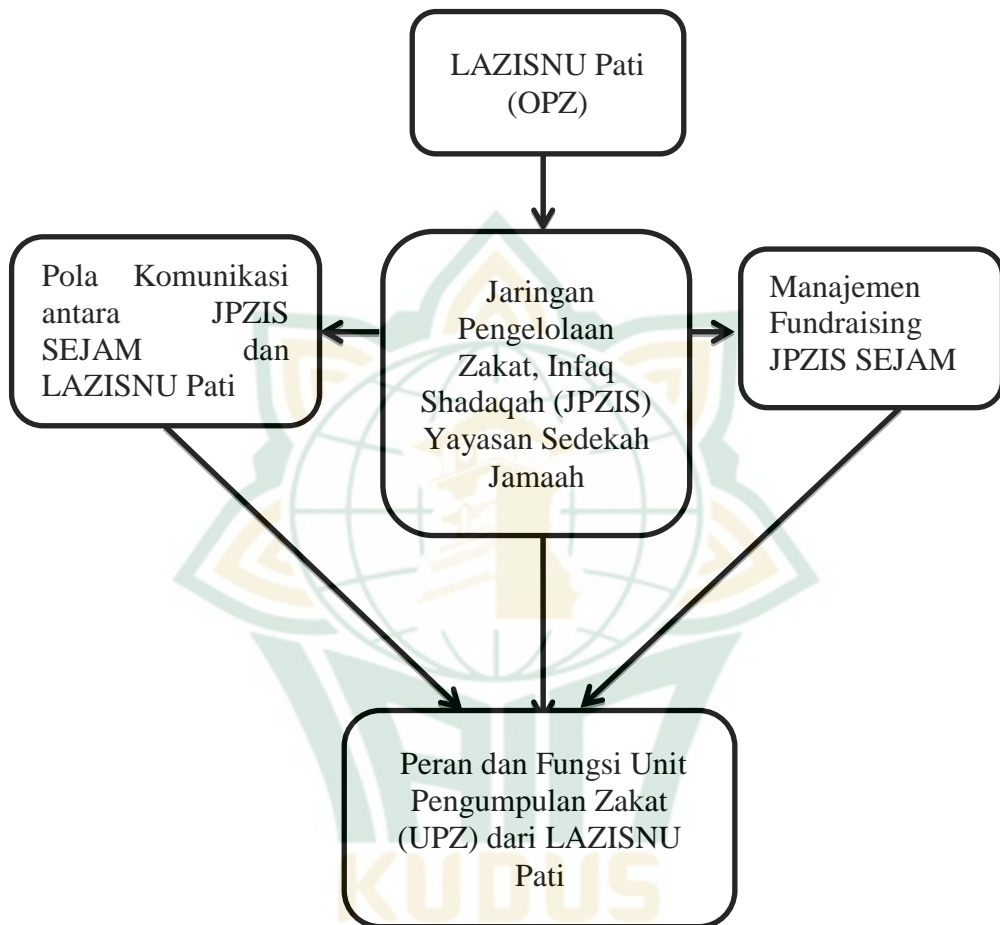 LAZISNU Pati
(OPZ)
Pola Komunikasi
antara JPZIS
SEJAM dan
LAZISNU Pati
Jaringan
Pengelolaan
Zakat, Infaq
Shadaqah (JPZIS)
Yayasan Sedekah
Jamaah
Manajemen
Fundraising
JPZIS SEJAM
Peran dan Fungsi Unit
Pengumpulan Zakat
(UPZ) dari LAZISNU
Pati
KUDUS